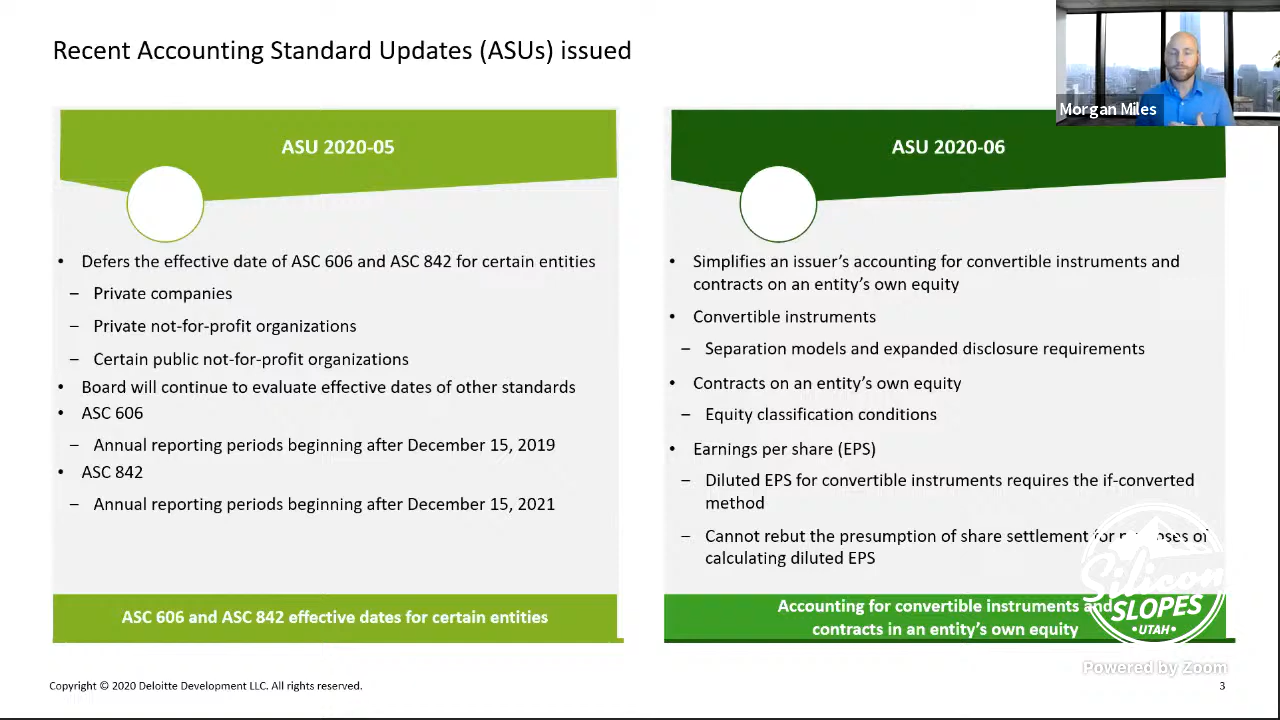 Recent Accounting Standard Updates (ASUs) issued
Morgan Miles
ASU 2020-05
• Defers the effective date of ASC 606 and ASC 842 for certain entities
– Private companies
– Private not-for-profit organizations
– Certain public not-for-profit organizations
• Board will continue to evaluate effective dates of other standards
• ASC 606
– Annual reporting periods beginning after December 15, 2019
• ASC 842
– Annual reporting periods beginning after December 15, 2021
ASC 606 and ASC 842 effective dates for certain entities
ASU 2020-06
• Simplifies an issuer’s accounting for convertible instruments and
contracts on an entity’s own equity
• Convertible instruments
– Separation models and expanded disclosure requirements
• Contracts on an entity’s own equity
– Equity classification conditions
• Earnings per share (EPS)
– Diluted EPS for convertible instruments requires the if-converted
method
– Cannot rebut the presumption of share settlement for purposes of
calculating diluted EPS
Accounting for convertible instruments and
contracts in an entity’s own equity
Silicon
SLOPES
•UTAH•
Powered by Zoom
Copyright © 2020 Deloitte Development LLC. All rights reserved.
3